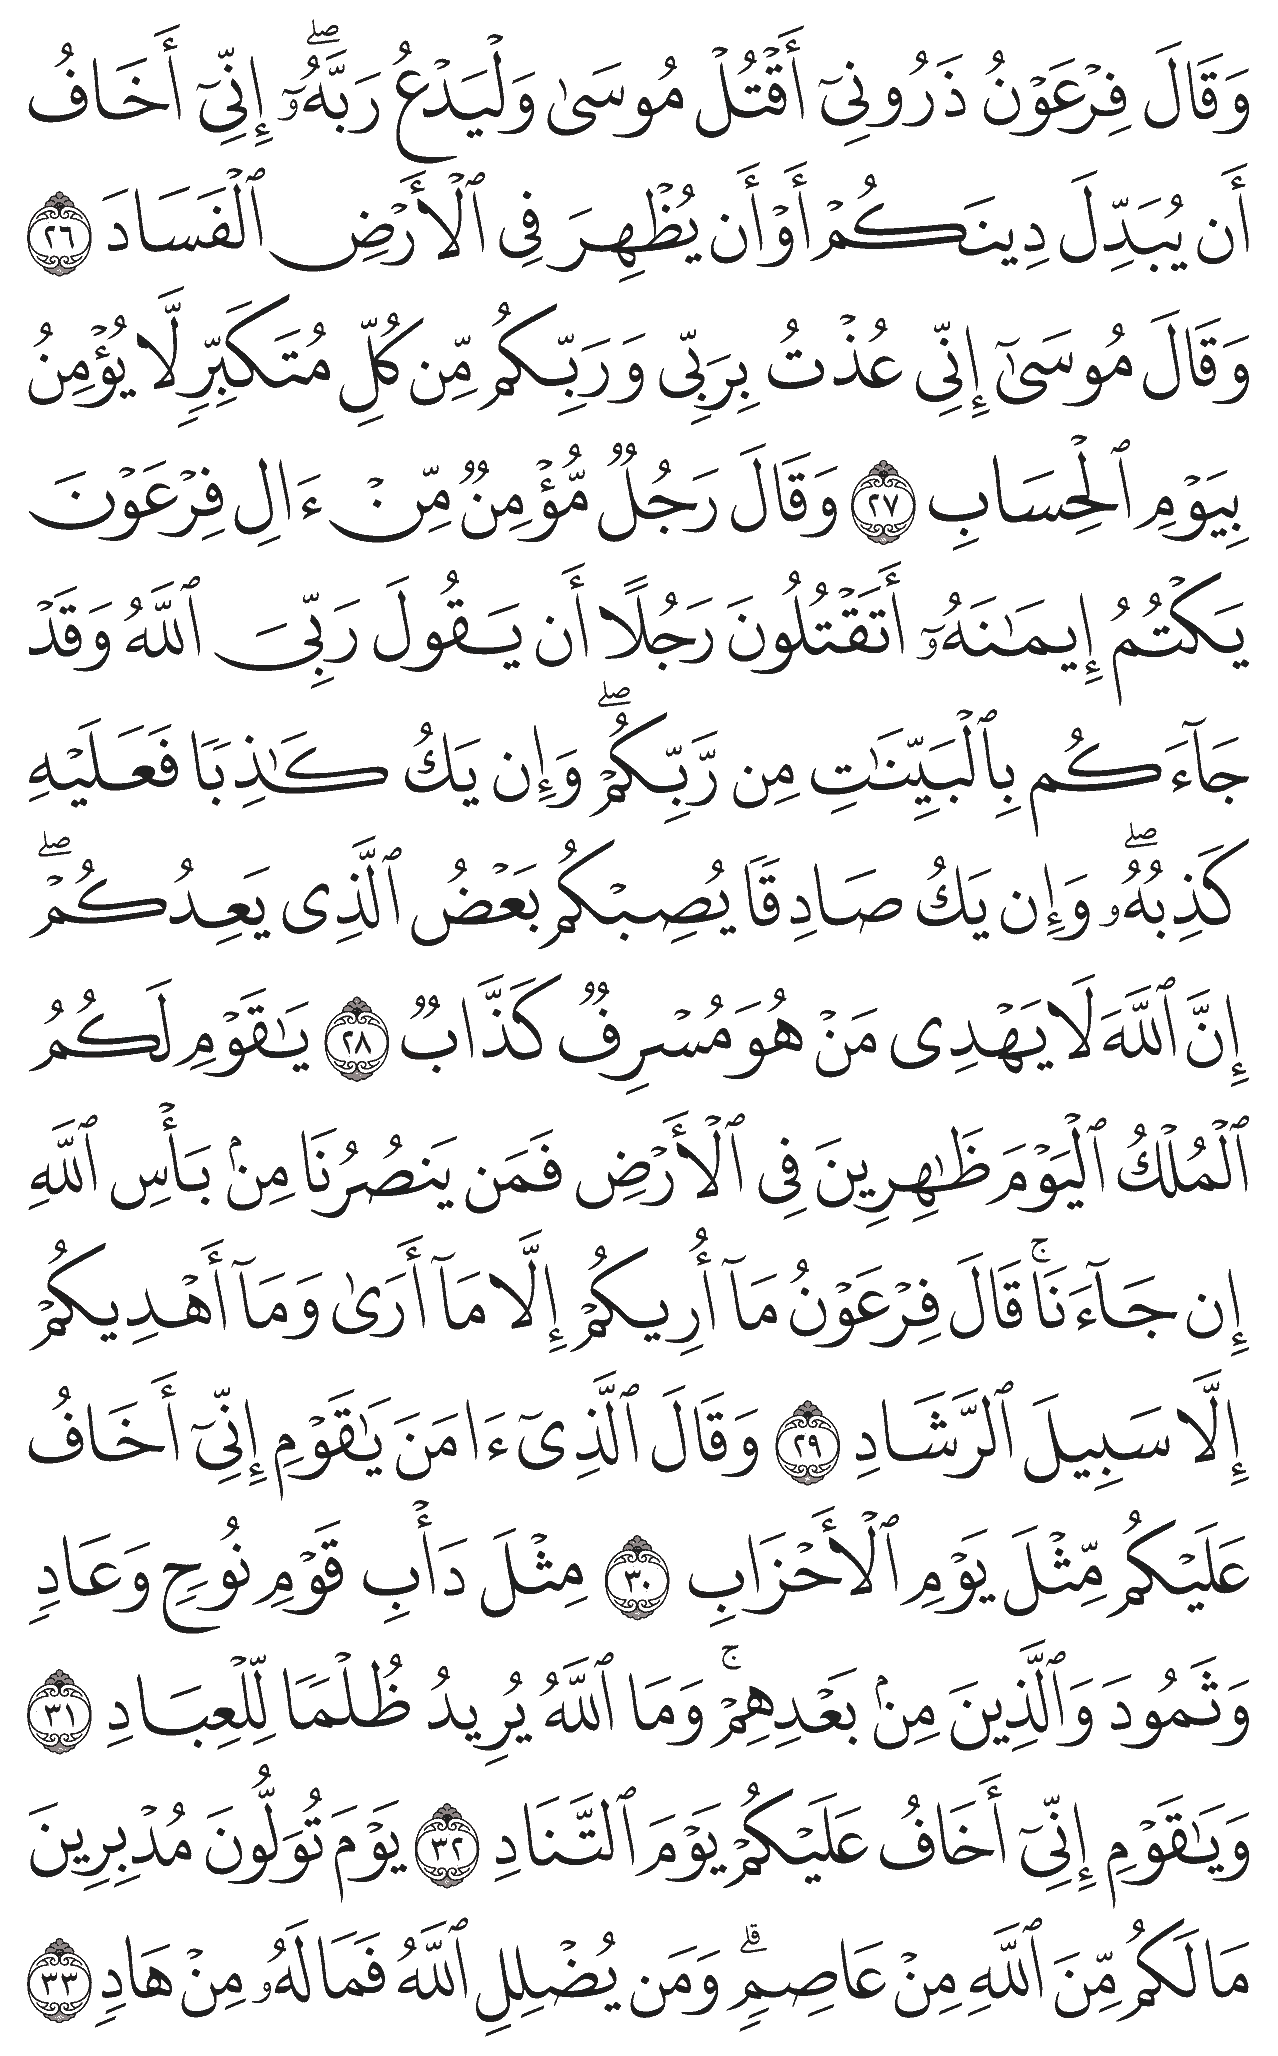 وَقَالَ فِرْعَوْنُ ذَرُونِىٓ أَقْتُلْ مُوسَىٰ وَلْيَدْعُ رَبَّهُۥٓ ۖ إِنِّىٓ أَخَافُ
أَن يُبَدِّلَ دِينَكُمْ أَوْ أَن يُظْهِرَ فِى ٱلْأَرْضِ ٱلْفَسَادَ ٢٦
وَقَالَ مُوسَىٰٓ إِنِّى عُذْتُ بِرَبِّى وَرَبِّكُم مِّن كُلِّ مُتَكَبِّرٍ لَّا يُؤْمِنُ
بِيَوْمِ ٱلْحِسَابِ ٢٧ وَقَالَ رَجُلٌ مُّؤْمِنٌ مِّنْ ءَالِ فِرْعَوْنَ
يَكْتُمُ إِيمَـٰنَهُۥٓ أَتَقْتُلُونَ رَجُلًا أَن يَقُولَ رَبِّىَ ٱللَّهُ وَقَدْ
جَآءَكُم بِٱلْبَيِّنَـٰتِ مِن رَّبِّكُمْ ۖ وَإِن يَكُ كَـٰذِبًا فَعَلَيْهِ
كَذِبُهُۥ ۖ وَإِن يَكُ صَادِقًا يُصِبْكُم بَعْضُ ٱلَّذِى يَعِدُكُمْ ۖ
إِنَّ ٱللَّهَ لَا يَهْدِى مَنْ هُوَ مُسْرِفٌ كَذَّابٌ ٢٨ يَـٰقَوْمِ لَكُمُ
ٱلْمُلْكُ ٱلْيَوْمَ ظَـٰهِرِينَ فِى ٱلْأَرْضِ فَمَن يَنصُرُنَا مِنۢ بَأْسِ ٱللَّهِ
إِن جَآءَنَا ۚ قَالَ فِرْعَوْنُ مَآ أُرِيكُمْ إِلَّا مَآ أَرَىٰ وَمَآ أَهْدِيكُمْ
إِلَّا سَبِيلَ ٱلرَّشَادِ ٢٩ وَقَالَ ٱلَّذِىٓ ءَامَنَ يَـٰقَوْمِ إِنِّىٓ أَخَافُ
عَلَيْكُم مِّثْلَ يَوْمِ ٱلْأَحْزَابِ ٣٠ مِثْلَ دَأْبِ قَوْمِ نُوحٍ وَعَادٍ
وَثَمُودَ وَٱلَّذِينَ مِنۢ بَعْدِهِمْ ۚ وَمَا ٱللَّهُ يُرِيدُ ظُلْمًا لِّلْعِبَادِ ٣١
وَيَـٰقَوْمِ إِنِّىٓ أَخَافُ عَلَيْكُمْ يَوْمَ ٱلتَّنَادِ ٣٢ يَوْمَ تُوَلُّونَ مُدْبِرِينَ
مَا لَكُم مِّنَ ٱللَّهِ مِنْ عَاصِمٍ ۗ وَمَن يُضْلِلِ ٱللَّهُ فَمَا لَهُۥ مِنْ هَادٍ ٣٣